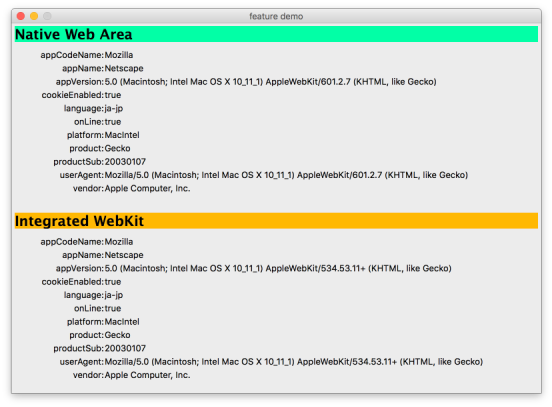 feature demo
Native Web Area
appCodeName:Mozilla
appName:Netscape
appVersion:5.0 (Macintosh; Intel Mac OS X 10_11_1) AppleWebKit/601.2.7 (KHTML, like Gecko)
cookieEnabled:true
language:ja-jp
onLine:true
platform:MacIntel
product:Gecko
productSub:20030107
userAgent:Mozilla/5.0 (Macintosh; Intel Mac OS X 10_11_1) AppleWebKit/601.2.7 (KHTML, like Gecko)
vendor:Apple Computer, Inc.
Integrated WebKit
appCodeName:Mozilla
appName:Netscape
appVersion:5.0 (Macintosh; Intel Mac OS X 10_11_1) AppleWebKit/534.53.11+ (KHTML, like Gecko)
cookieEnabled:true
language:ja-jp
onLine:true
platform:MacIntel
product:Gecko
productSub:20030107
userAgent:Mozilla/5.0 (Macintosh; Intel Mac OS X 10_11_1) AppleWebKit/534.53.11+ (KHTML, like Gecko)
vendor:Apple Computer, Inc.